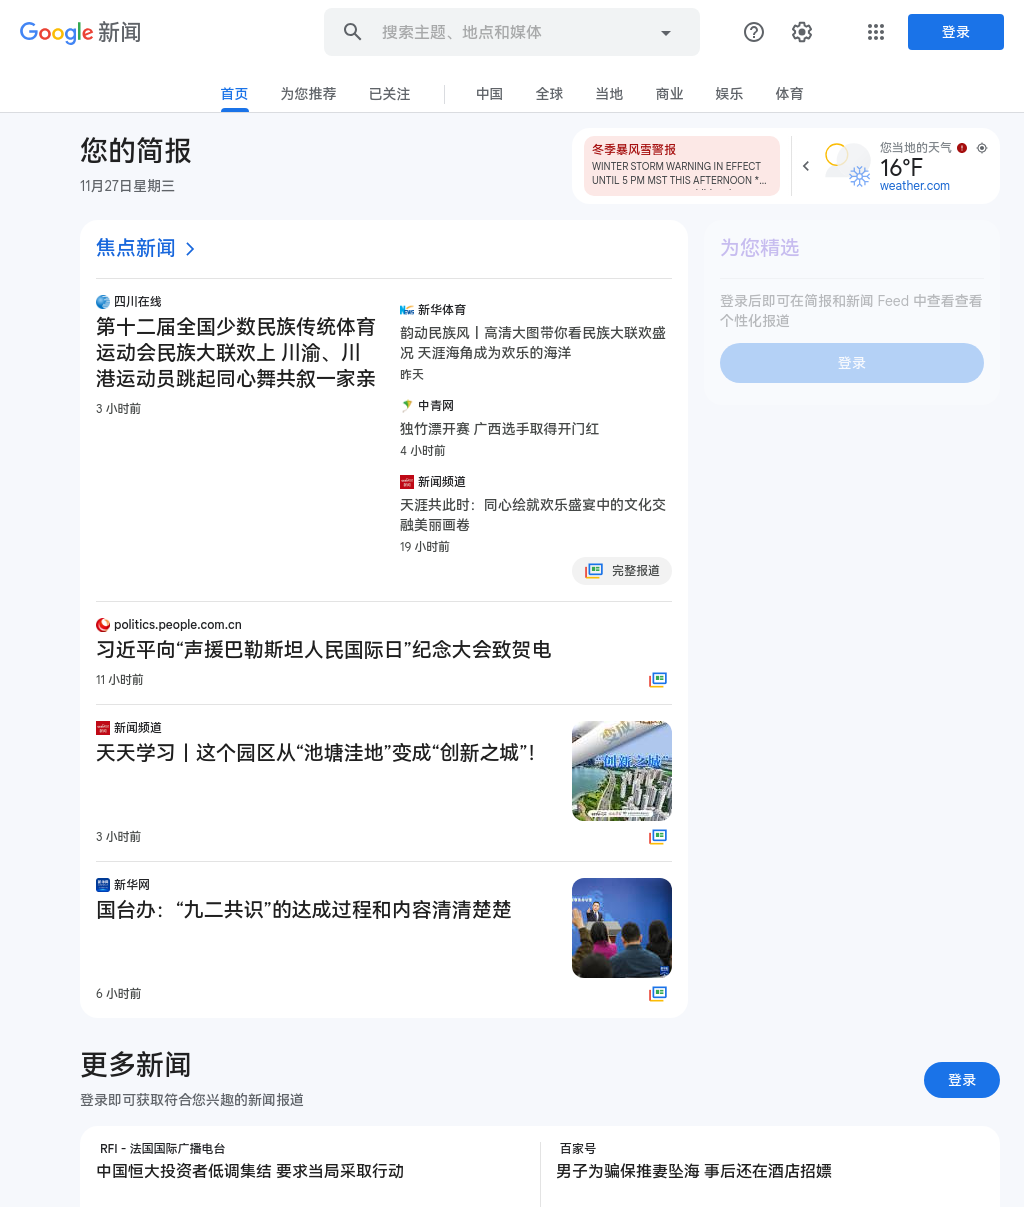 Google 新闻
搜索主题、地点和媒体
登录
首页
为您推荐
已关注
中国
全球
当地
商业
娱乐
体育
您的简报
11月27日星期三
冬季暴风雪警报
WINTER STORM WARNING IN EFFECT
UNTIL 5 PM MST THIS AFTERNOON *...
您当地的天气
16°F
weather.com
焦点新闻
四川在线
第十二届全国少数民族传统体育
运动会民族大联欢上 川渝、川
港运动员跳起同心舞共叙一家亲
3 小时前
新华体育
韵动民族风丨高清大图带你看民族大联欢盛
况 天涯海角成为欢乐的海洋
昨天
中青网
独竹漂开赛 广西选手取得开门红
4 小时前
新闻频道
天涯共此时：同心绘就欢乐盛宴中的文化交
融美丽画卷
19 小时前
完整报道
为您精选
登录后即可在简报和新闻 Feed 中查看查看
个性化报道
登录
politics.people.com.cn
习近平向“声援巴勒斯坦人民国际日”纪念大会致贺电
11 小时前
新闻频道
天天学习丨这个园区从“池塘洼地”变成“创新之城”！
变成
“创新之城”
3 小时前
新华网
国台办：“九二共识”的达成过程和内容清清楚楚
6 小时前
更多新闻
登录即可获取符合您兴趣的新闻报道
登录
RFI - 法国国际广播电台
中国恒大投资者低调集结 要求当局采取行动
百家号
男子为骗保推妻坠海 事后还在酒店招嫖